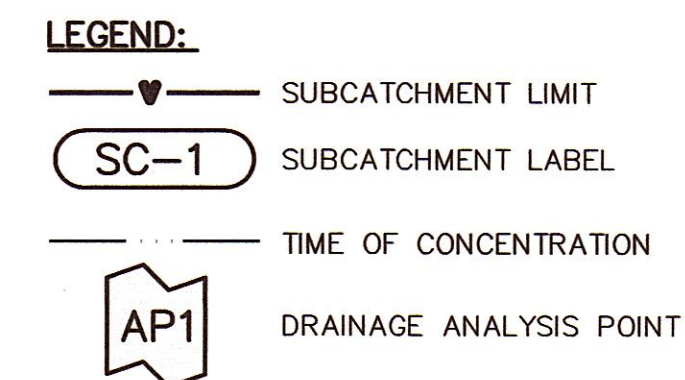 LEGEND:
SUBCATCHMENT LIMIT
SC-1 SUBCATCHMENT LABEL
TIME OF CONCENTRATION
AP1 DRAINAGE ANALYSIS POINT